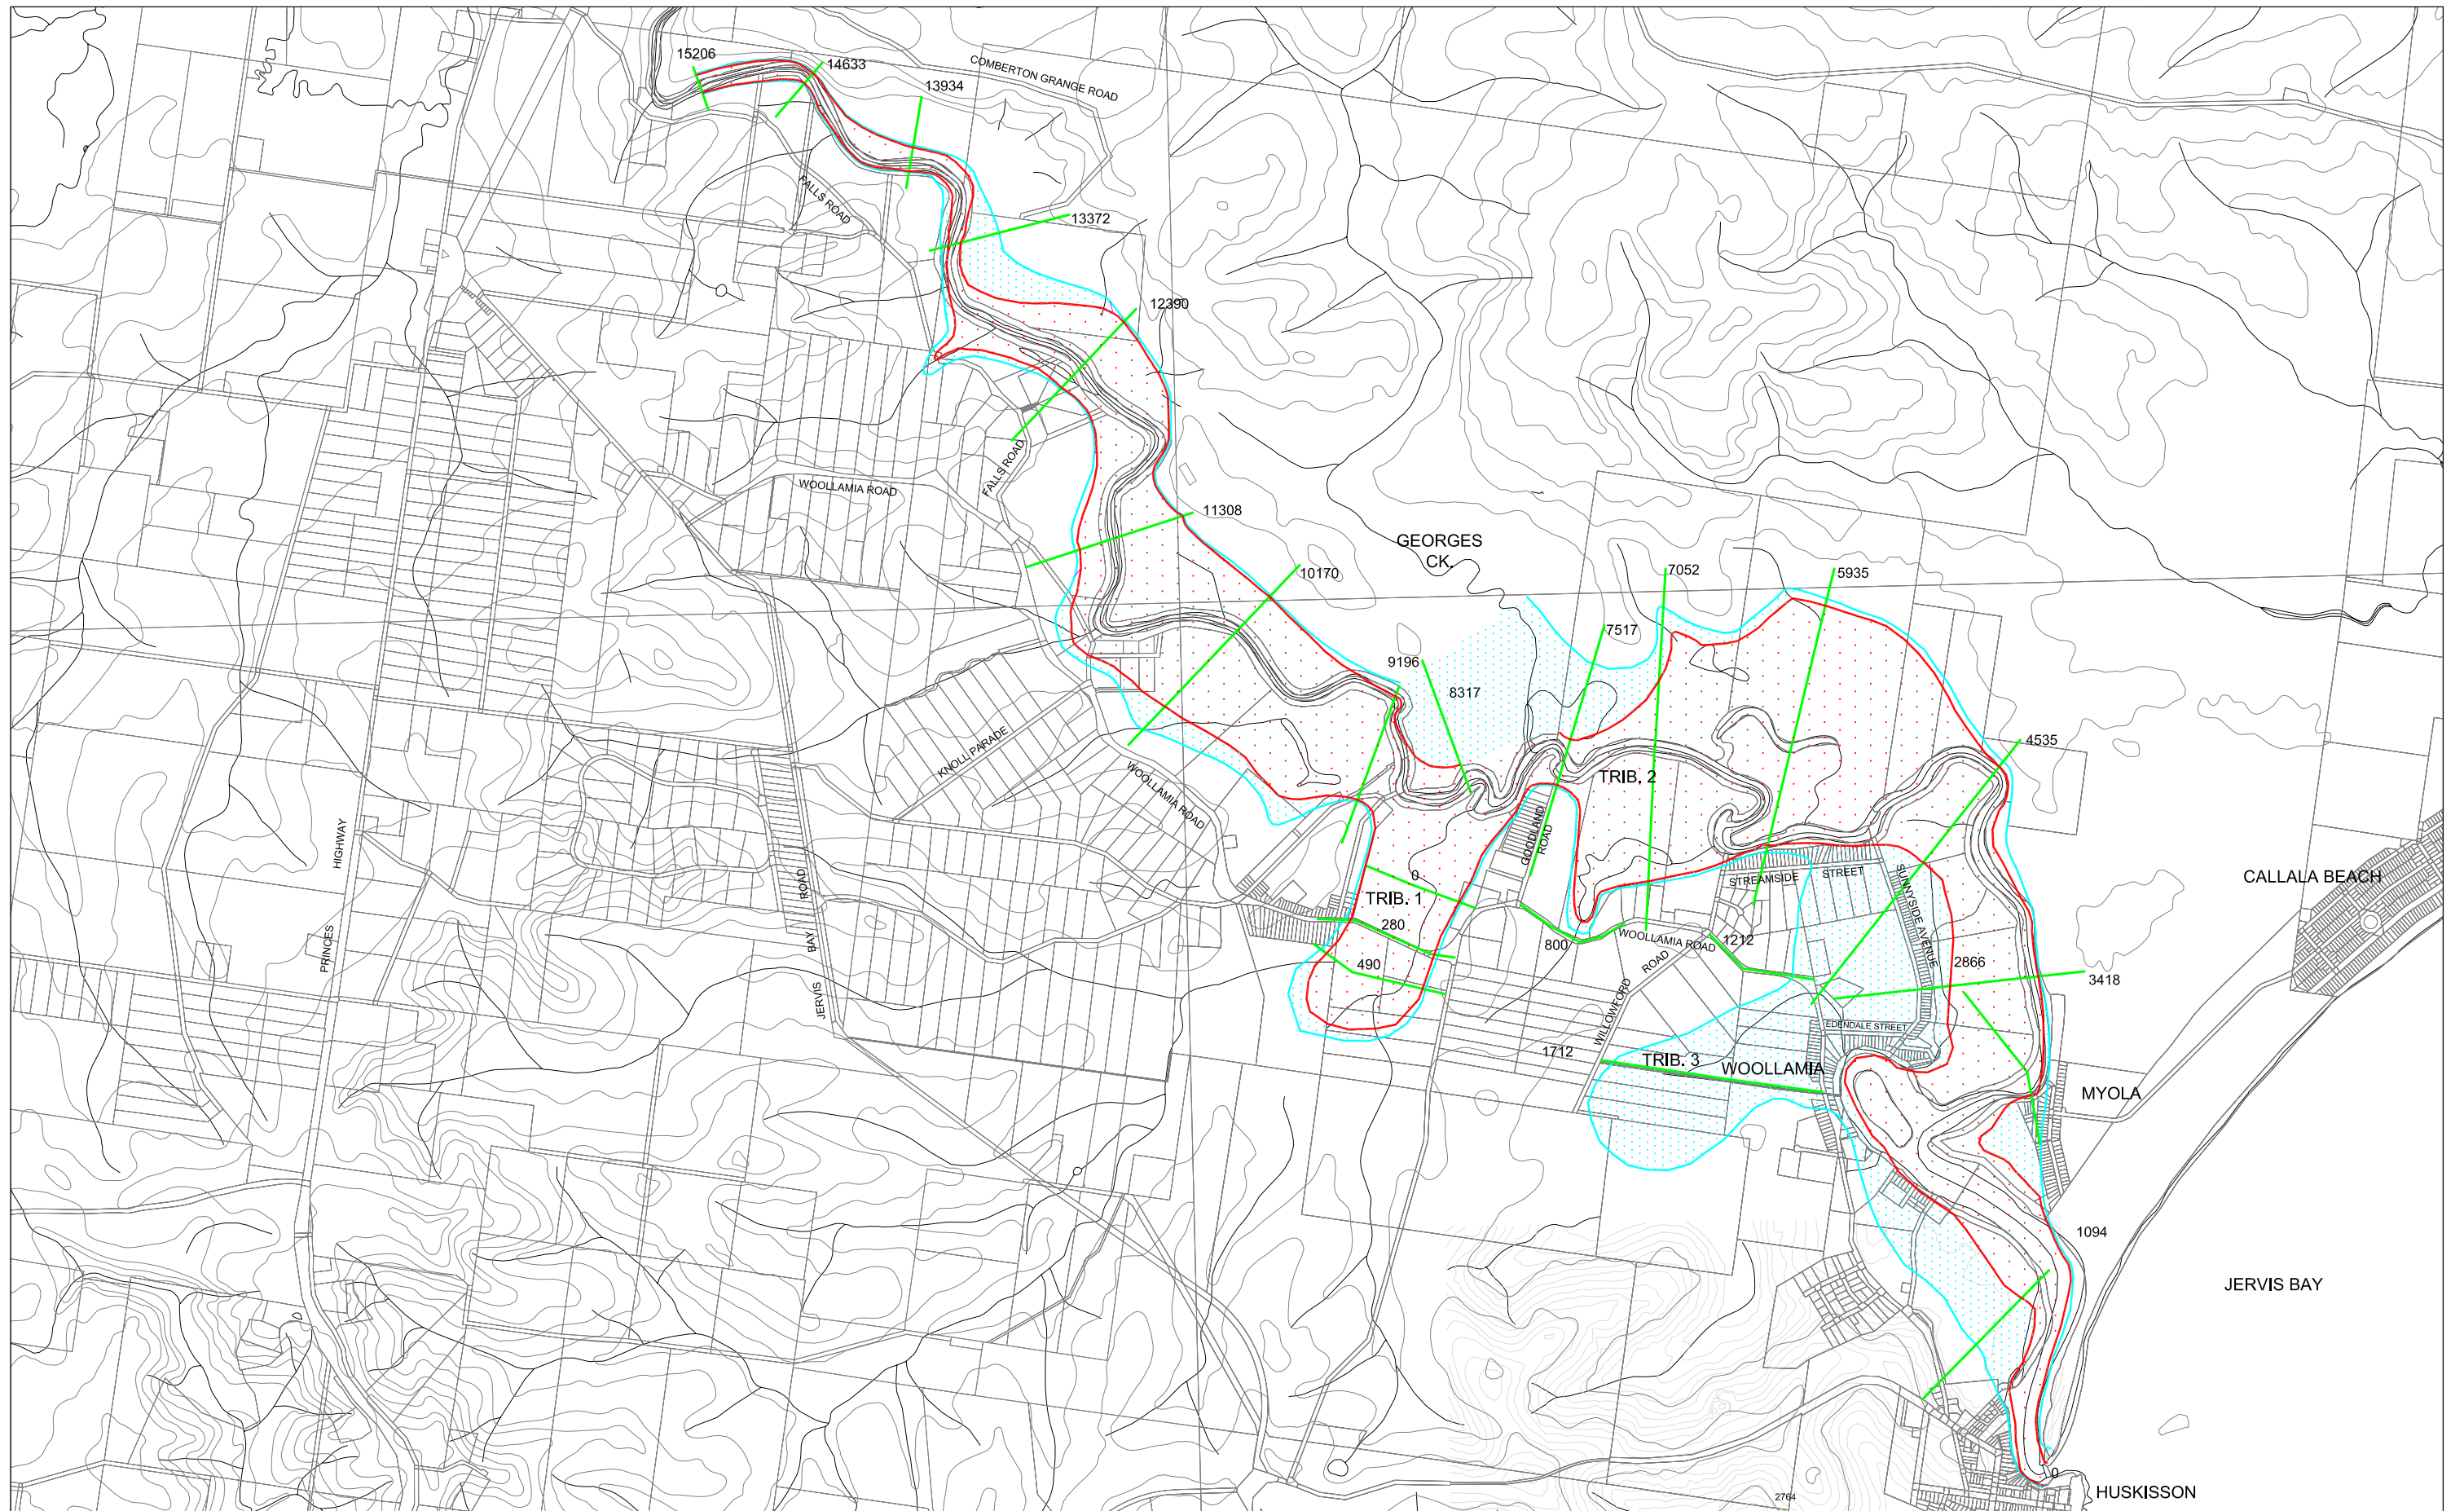 15206
14633
13934
COMBERTON GRANGE ROAD
FALLS ROAD
13372
12390
FALLS ROAD
WOOLLAMIA ROAD
11308
GEORGES
CK.
10170
7052
5935
7517
9196
8317
4535
KNOLL PARADE
WOOLLAMIA ROAD
TRIB. 2
GOODLAND
ROAD
PRINCES
HIGHWAY
JERVIS
BAY
ROAD
0
TRIB. 1
280
490
800
STREAMSIDE
STREET
SUNNYSIDE AVENUE
CALLALA BEACH
WOOLLAMIA ROAD
1212
WILLOWFORD
ROAD
2866
3418
EDENDALE STREET
1712
TRIB. 3
WOOLLAMIA
MYOLA
1094
JERVIS BAY
0
HUSKISSON
2764